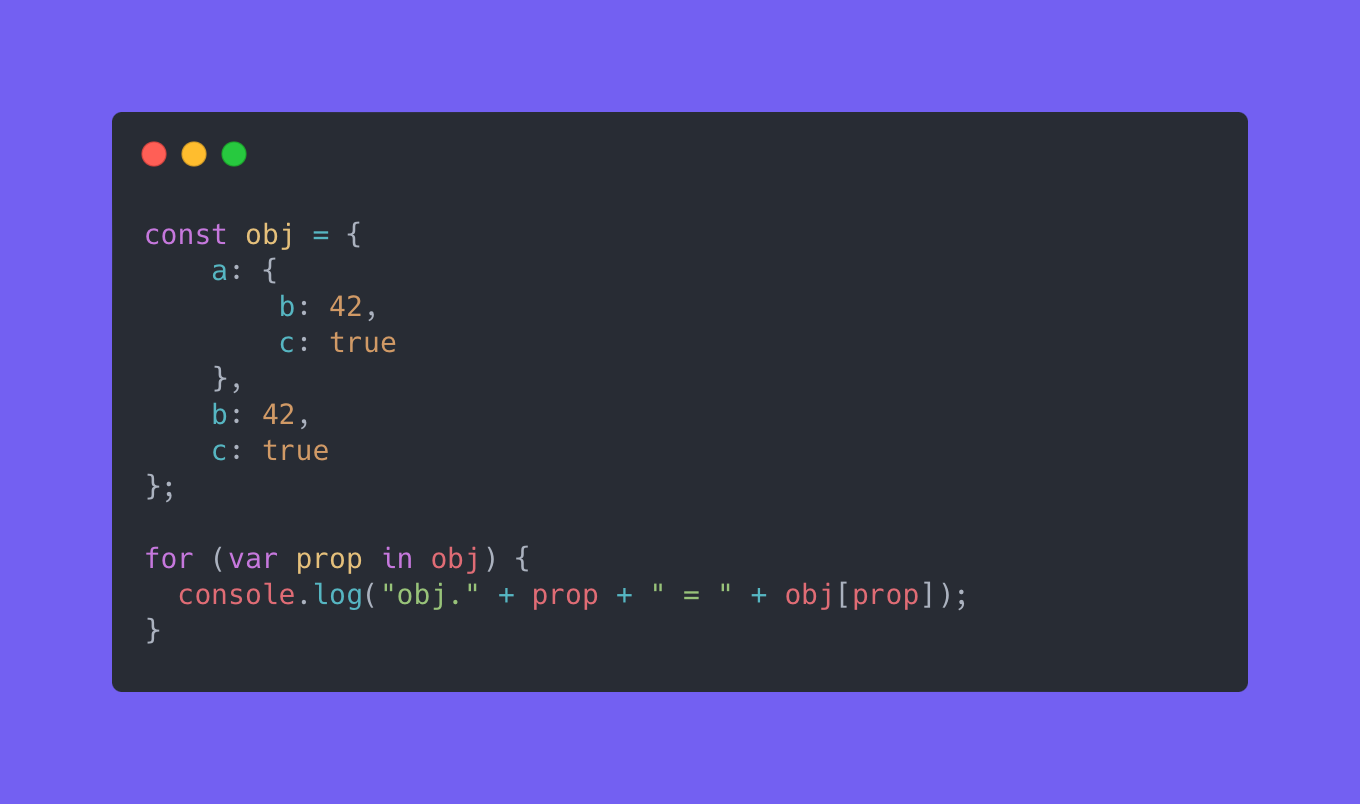 const obj = {
    a: {
        b: 42,
        c: true
    },
    b: 42,
    c: true
};

for (var prop in obj) {
  console.log("obj." + prop + " = " + obj[prop]);
}